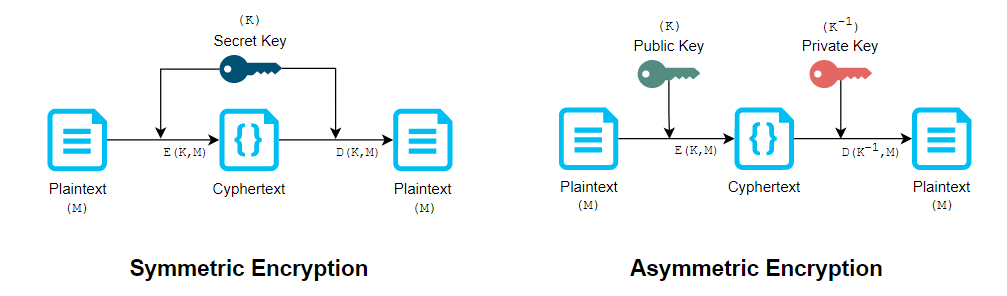 (K)
Secret Key
E(K,M)
D(K,M)
Plaintext
(M)
Cyphertext
Plaintext
(M)
Symmetric Encryption
(K)
Public Key
(K⁻¹)
Private Key
E(K,M)
D(K⁻¹,M)
Plaintext
(M)
Cyphertext
Plaintext
(M)
Asymmetric Encryption